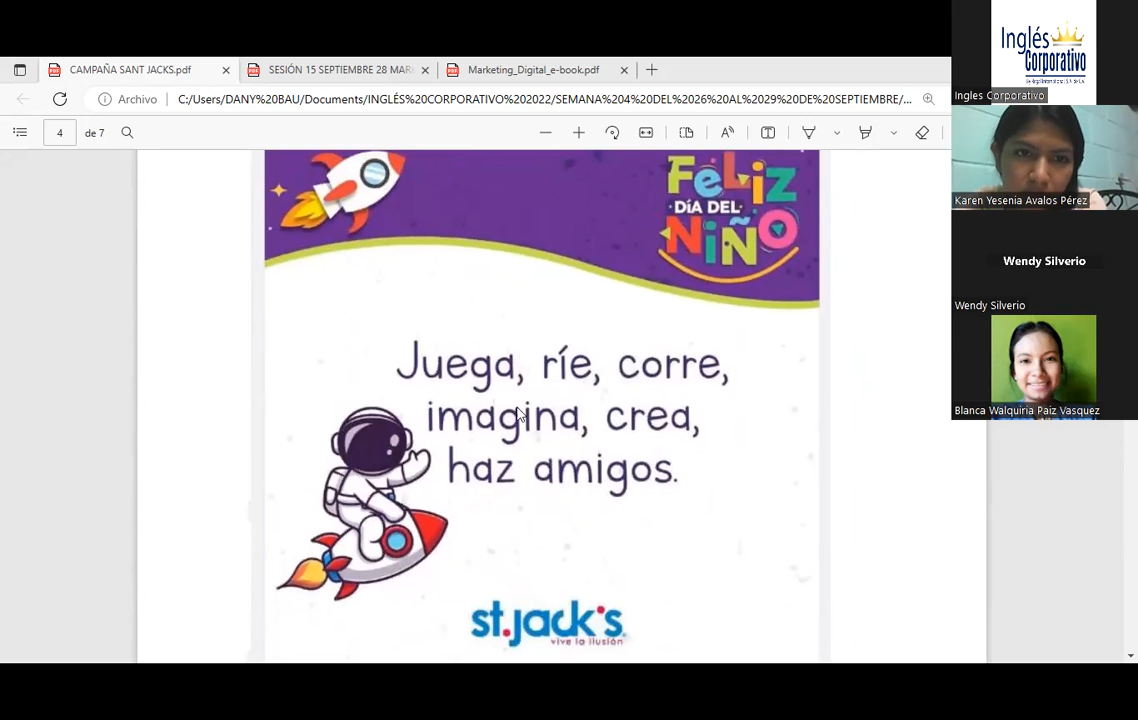 CAMPAÑA SANT JACKS.pdf
SESIÓN 15 SEPTIEMBRE 28 MAR
Marketing_Digital_e-book.pdf
Archivo
C:/Users/DANY%20BAU/Documents/INGLÉS%20CORPORATIVO%202022/SEMANA%204%20DEL%2026%20AL%2029%20DE%20SEPTIEMBRE/...
4
de 7
FELIZ
DÍA DEL
NIÑO
Juega, ríe, corre,
imagina, crea,
haz amigos.
st.jack's
vive la ilusión
Inglés
Corporativo
Ingles Corporativo
Karen Yesenia Avalos Pérez
Wendy Silverio
Wendy Silverio
Blanca Walquiria Paiz Vasquez